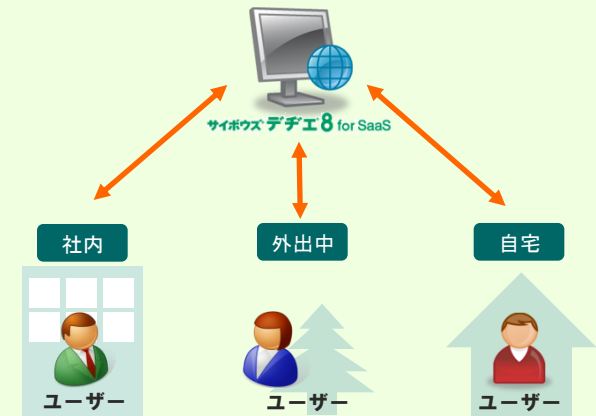 サイボウズ デヂエ8 for SaaS
社内
外出中
自宅
ユーザー
ユーザー
ユーザー